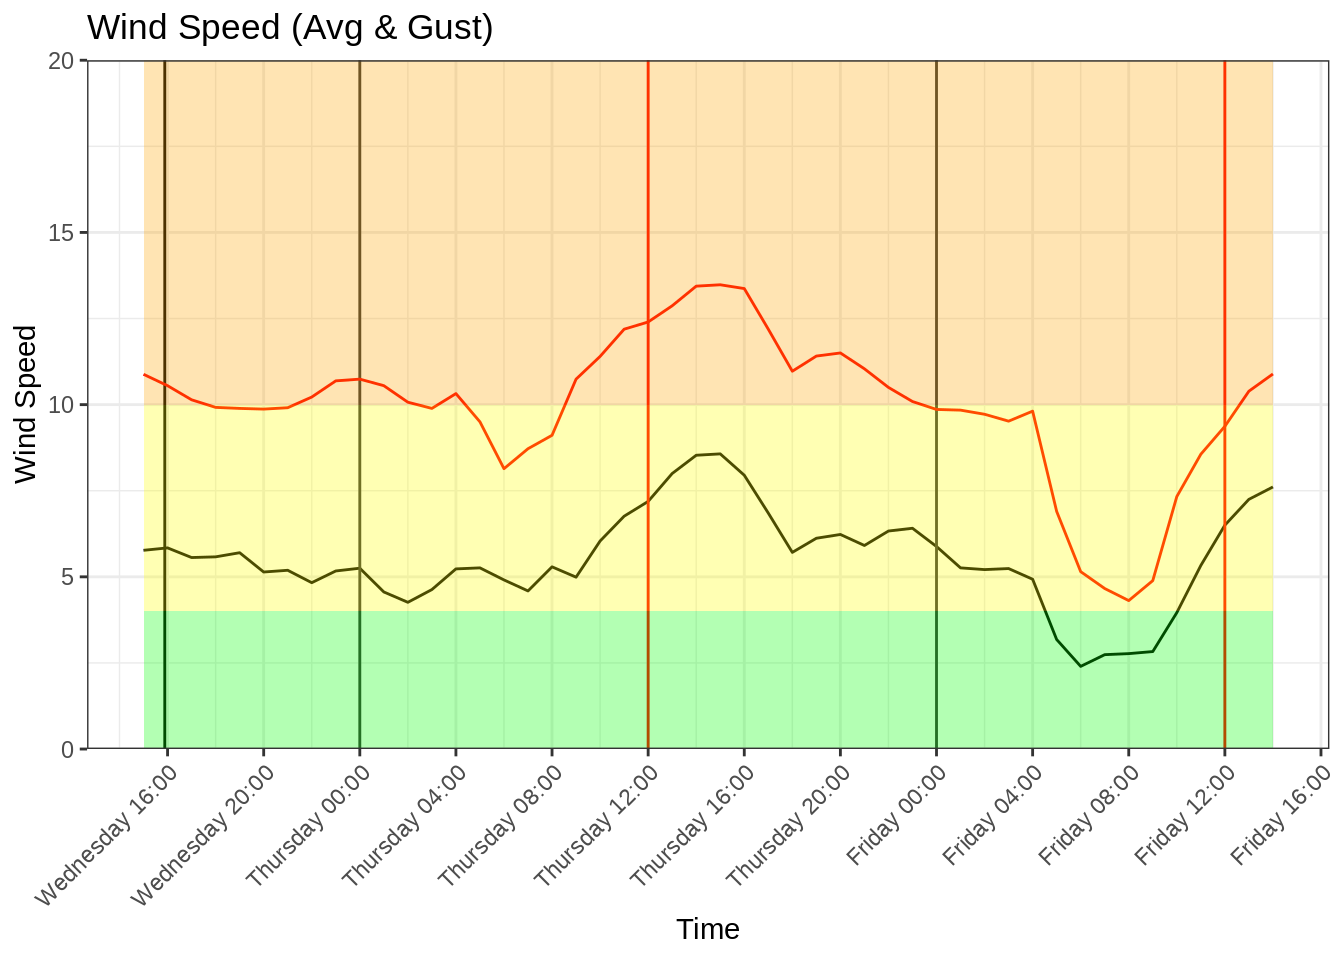 Wind Speed (Avg & Gust)
20
15
10
5
0
Wind Speed
Wednesday 16:00
Wednesday 20:00
Thursday 00:00
Thursday 04:00
Thursday 08:00
Thursday 12:00
Thursday 16:00
Thursday 20:00
Friday 00:00
Friday 04:00
Friday 08:00
Friday 12:00
Friday 16:00
Time